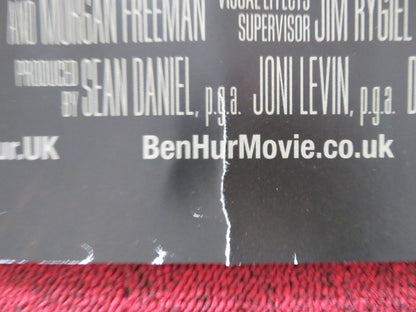 AND MORGAN FREEMAN VISUAL EFFECTS SUPERVISOR JIM RYGIEL
PRODUCED BY SEAN DANIEL, p.g.a. JONI LEVIN, p.g.a. D
ur.UK BenHurMovie.co.uk